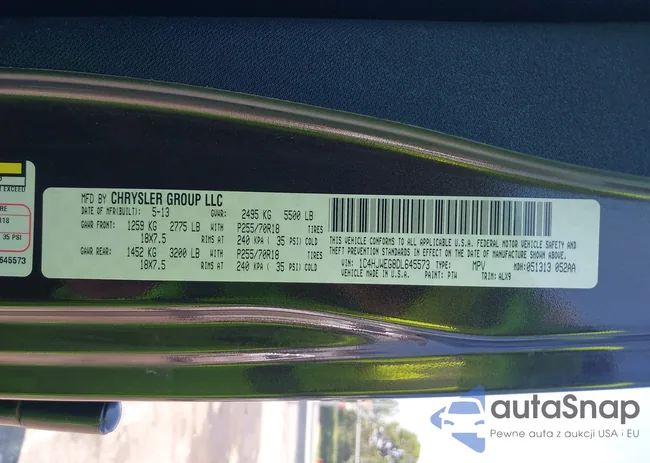 T EXCEED
RE
R18
35 PSI
645573
MFD BY CHRYSLER GROUP LLC
DATE OF MFR(BUILT): 5-13 GVWR: 2495 KG 5500 LB
GAWR FRONT: 1259 KG 2775 LB WITH P255/70R18 TIRES
18X7.5 RIMS AT 240 KPA ( 35 PSI) COLD
GAWR REAR: 1452 KG 3200 LB WITH P255/70R18 TIRES
18X7.5 RIMS AT 240 KPA ( 35 PSI) COLD
THIS VEHICLE CONFORMS TO ALL APPLICABLE U.S.A. FEDERAL MOTOR VEHICLE SAFETY, BUMPER AND
THEFT PREVENTION STANDARDS IN EFFECT ON THE DATE OF MANUFACTURE SHOWN ABOVE.
VIN: 1C4HJWEG8DL645573 TYPE: MPV MDH: 051313 052AA
VEHICLE MADE IN U.S.A. PAINT: PTW TRIM: ALX9
autaSnap
Pewne auta z aukcji USA i EU